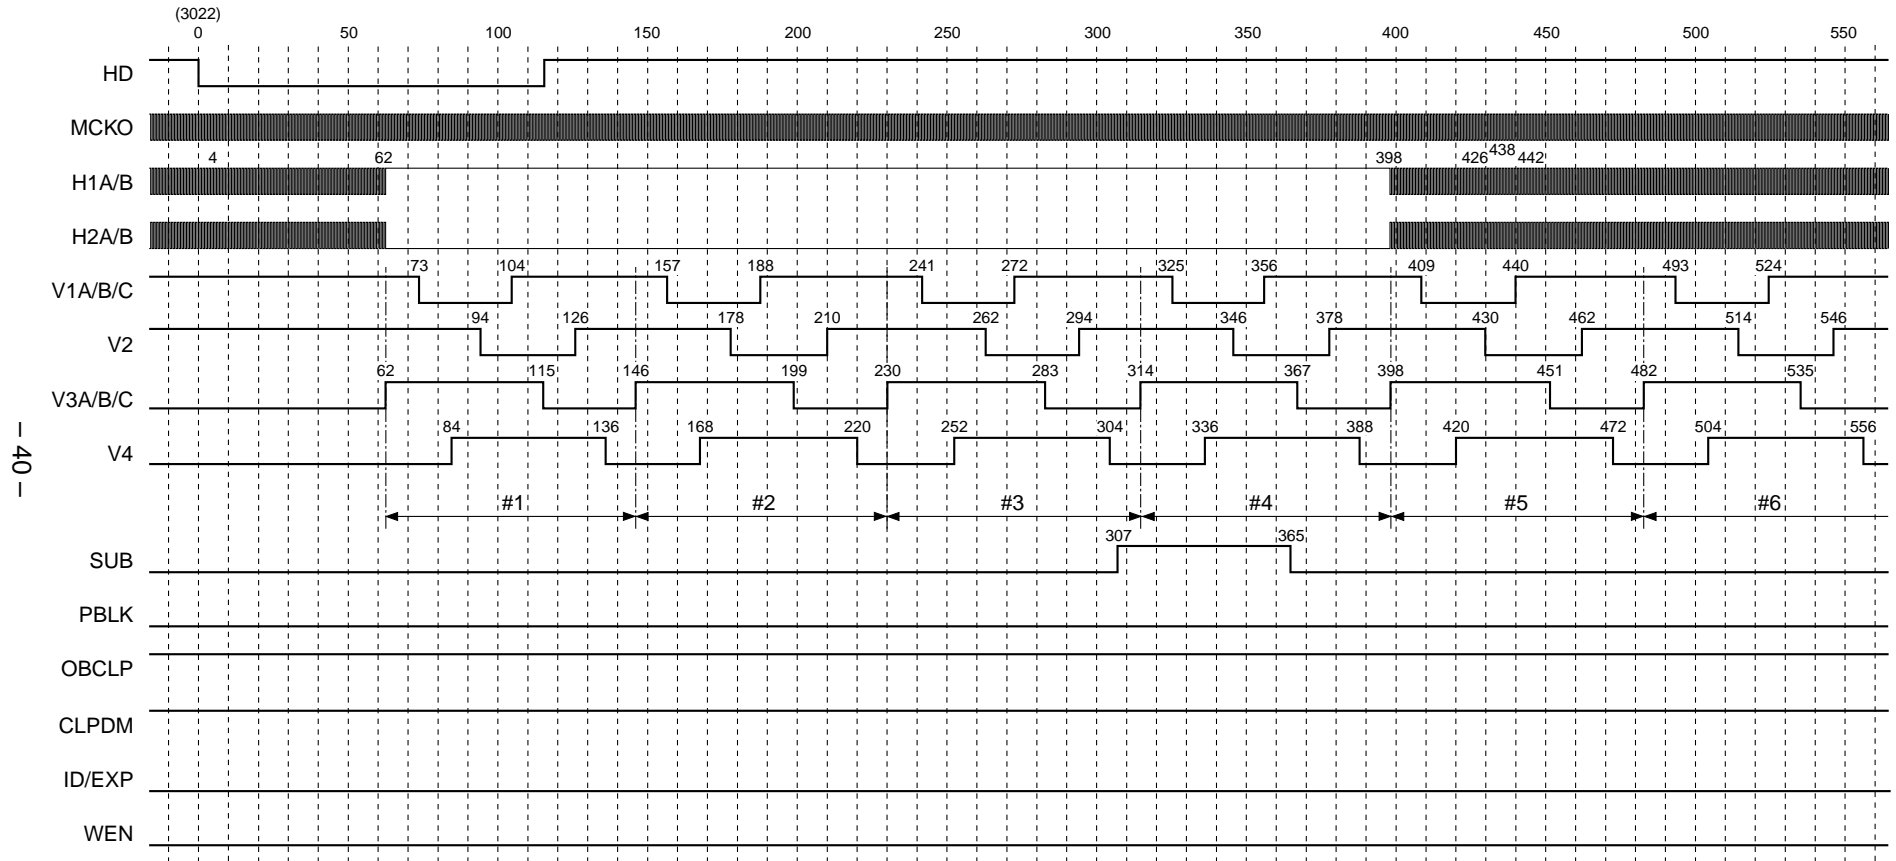 (3022)
0 50 100 150 200 250 300 350 400 450 500 550
HD
MCKO
4 62 398 426 438 442
H1A/B
H2A/B
73 104 157 188 241 272 325 356 409 440 493 524
V1A/B/C
94 126 178 210 262 294 346 378 430 462 514 546
V2
62 115 146 199 230 283 314 367 398 451 482 535
V3A/B/C
84 136 168 220 252 304 336 388 420 472 504 556
V4
#1 #2 #3 #4 #5 #6
307 365
SUB
PBLK
OBCLP
CLPDM
ID/EXP
WEN
– 40 –